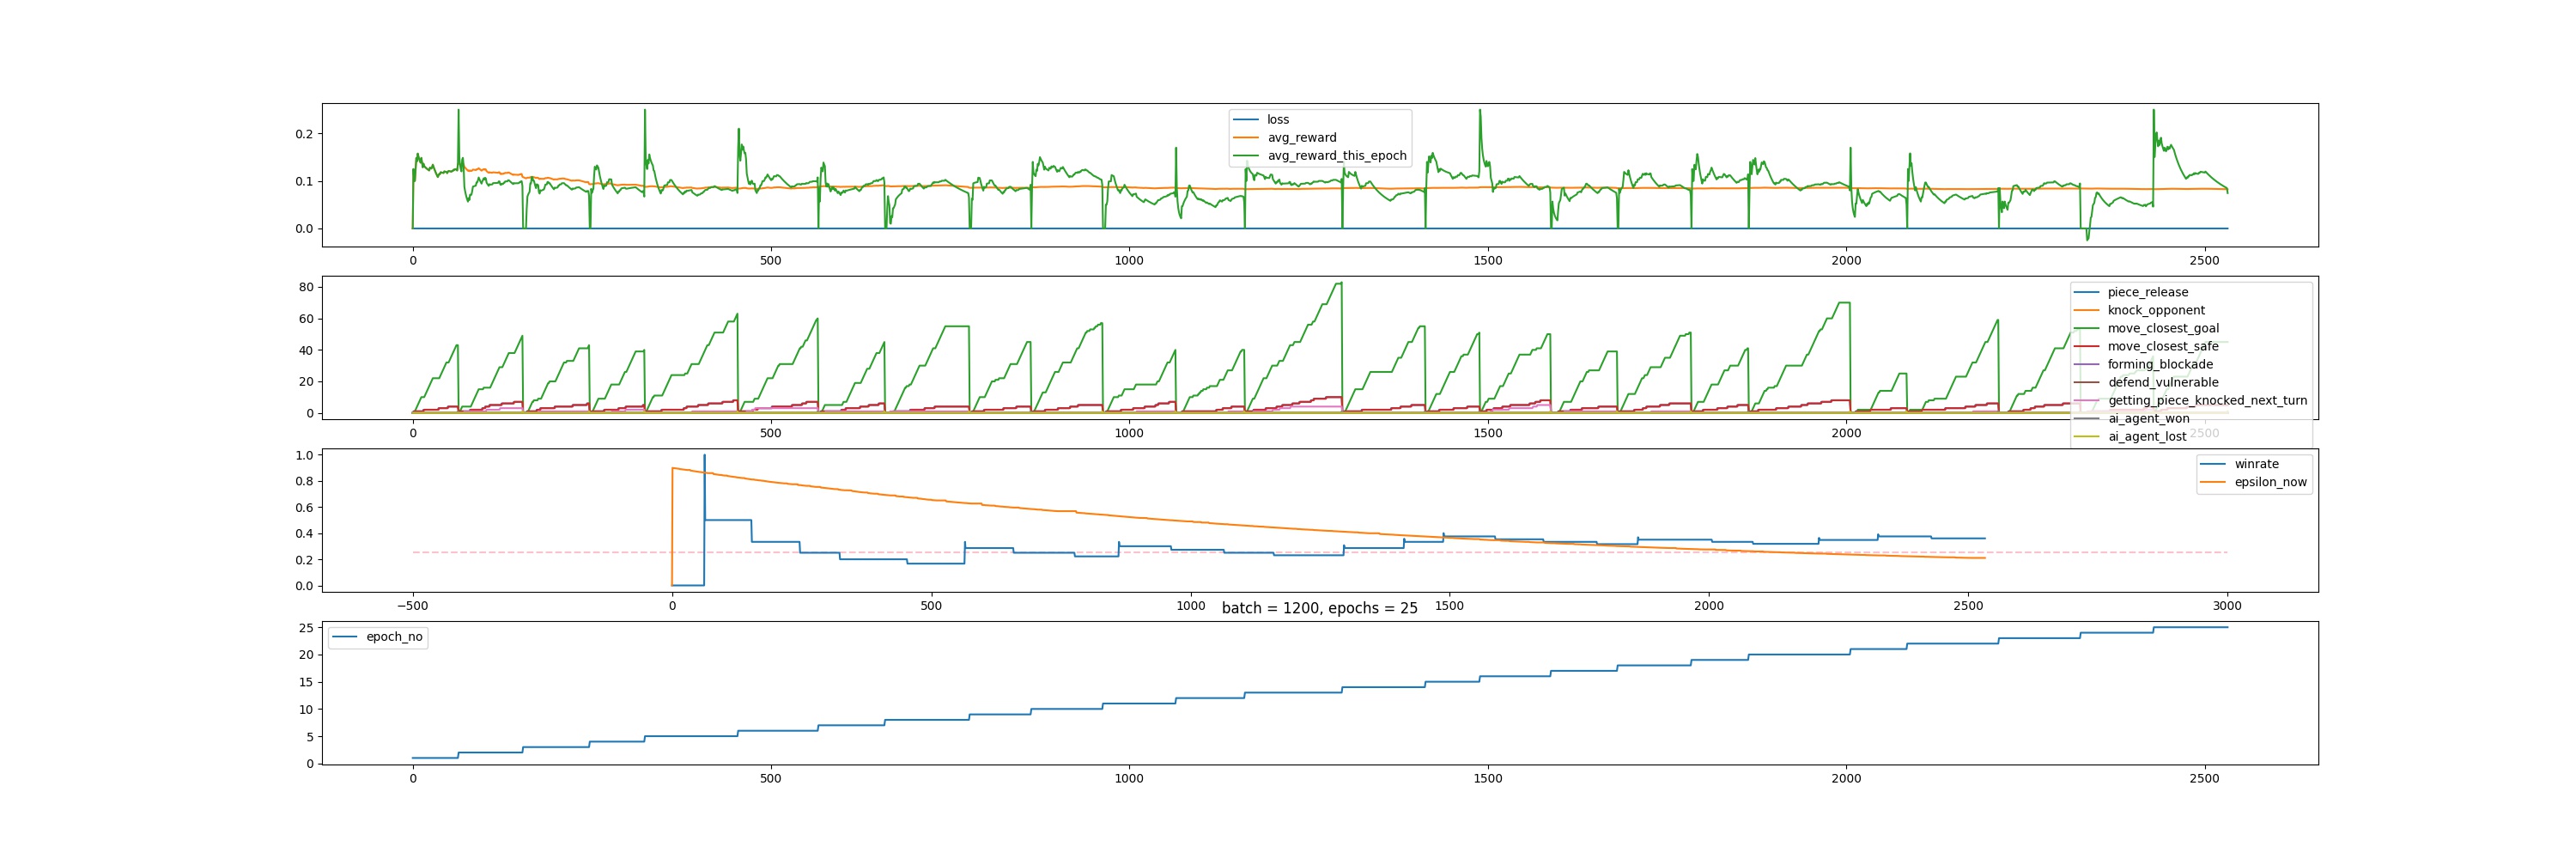 0.2
0.1
0.0
loss
avg_reward
avg_reward_this_epoch
0 500 1000 1500 2000 2500
80
60
40
20
0
piece_release
knock_opponent
move_closest_goal
move_closest_safe
forming_blockade
defend_vulnerable
getting_piece_knocked_next_turn
ai_agent_won
ai_agent_lost
0 500 1000 1500 2000 2500
1.0
0.8
0.6
0.4
0.2
0.0
winrate
epsilon_now
−500 0 500 1000 1500 2000 2500 3000
batch = 1200, epochs = 25
25
20
15
10
5
0
epoch_no
0 500 1000 1500 2000 2500